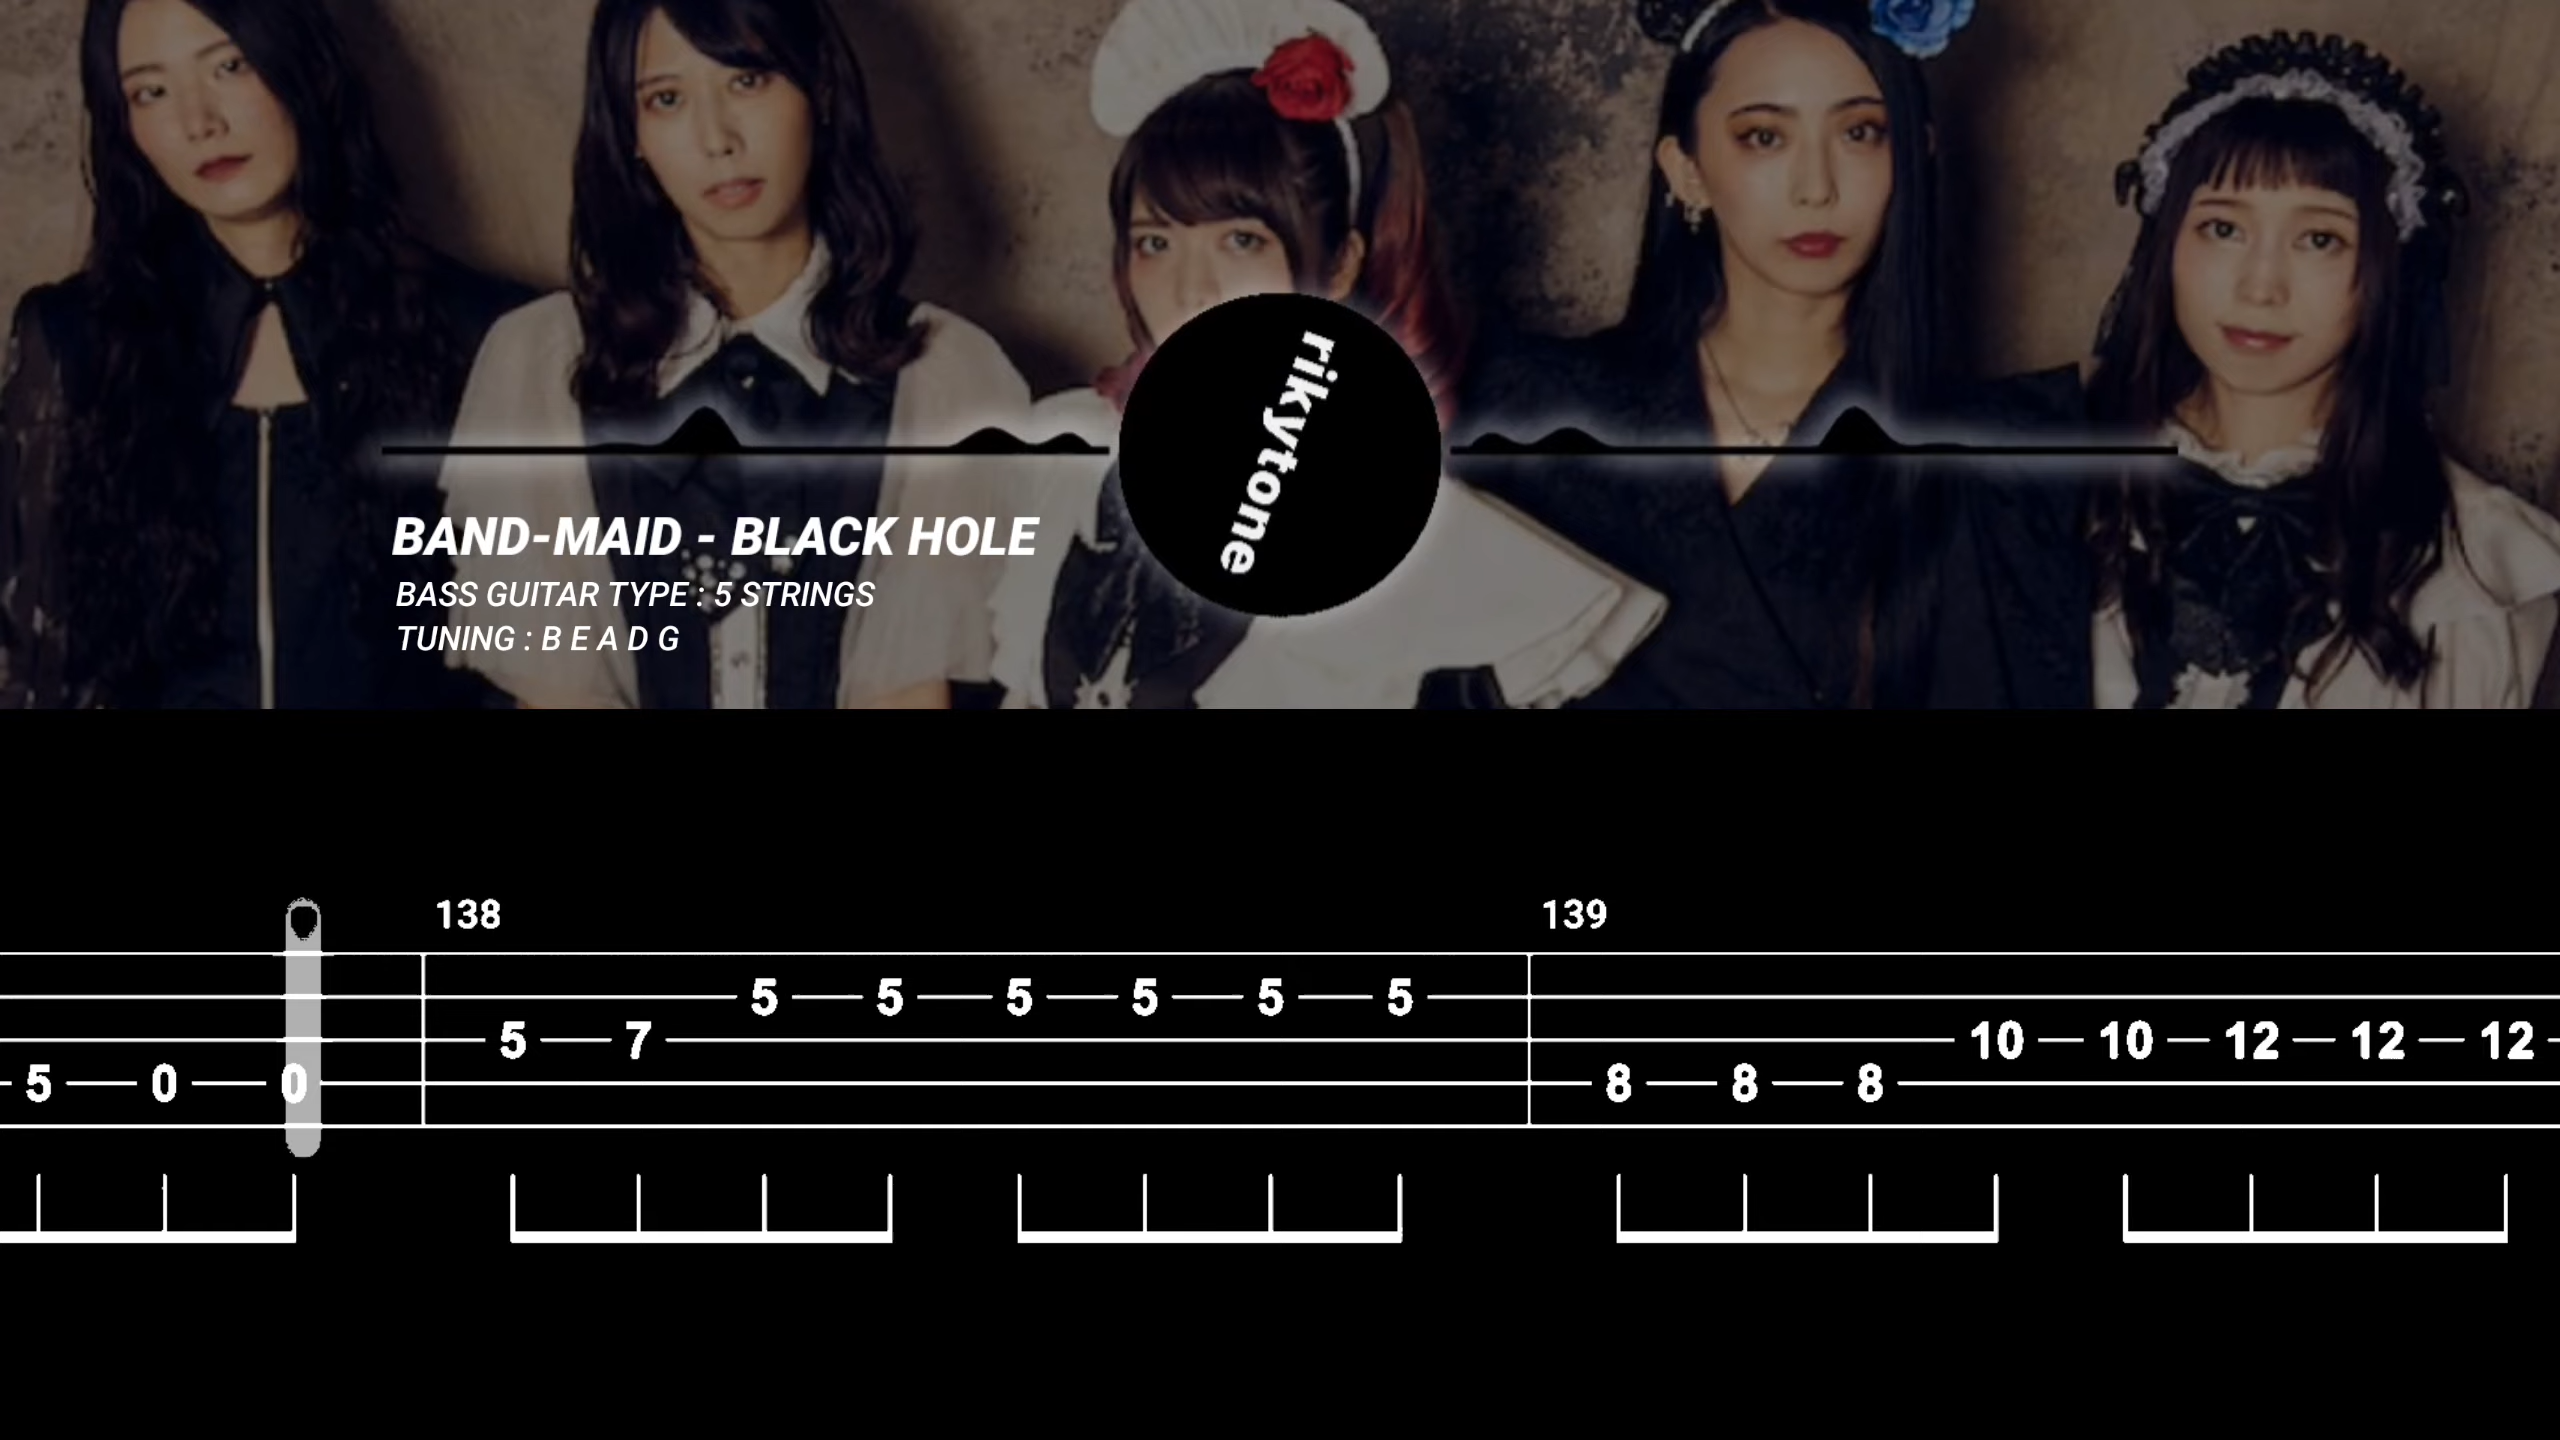 rikytone
BAND-MAID - BLACK HOLE
BASS GUITAR TYPE : 5 STRINGS
TUNING : B E A D G
138
139
5 5 5 5 5 5
5 7 10 10 12 12 12
5 0 0 8 8 8